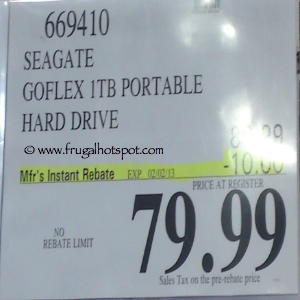 669410
SEAGATE
GOFLEX 1TB PORTABLE
HARD DRIVE
© www.frugalhotspot.com
Mfr's Instant Rebate EXP. 02/02/13 -10.00
PRICE AT REGISTER
79.99
NO
REBATE LIMIT
Sales Tax on the pre-rebate price